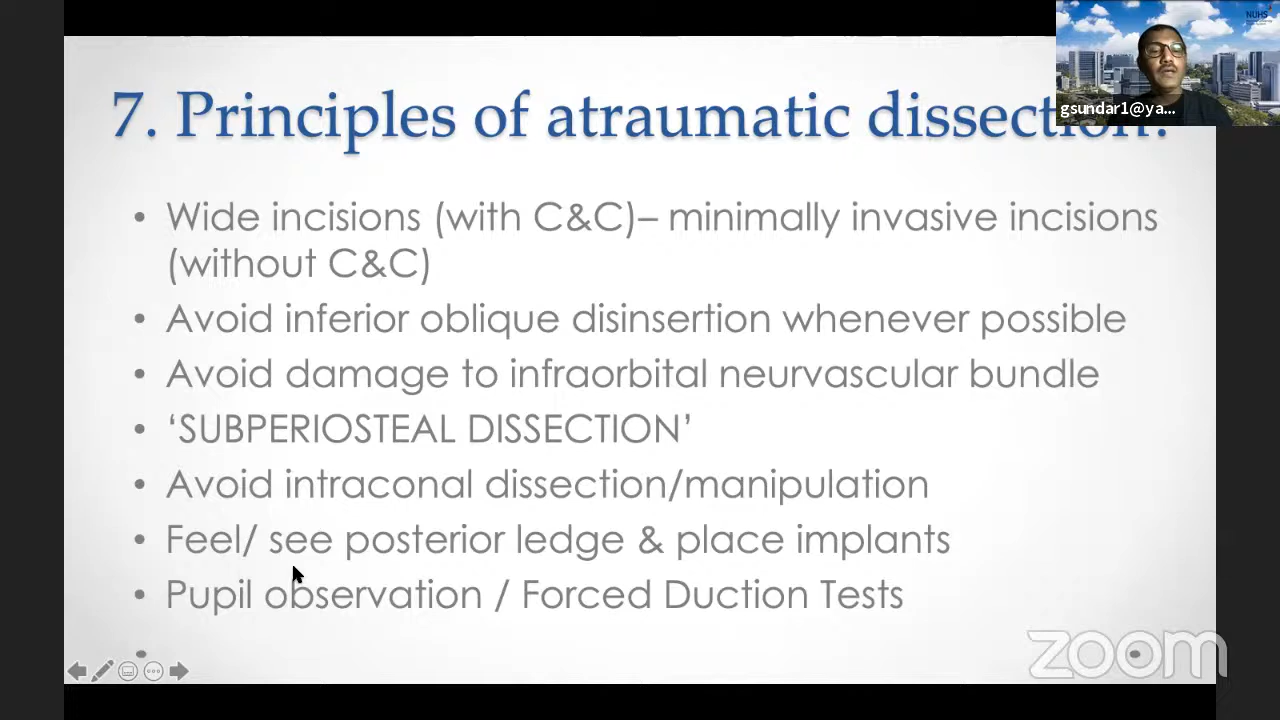 NUHS
gsundar1@ya...
7. Principles of atraumatic dissection?
• Wide incisions (with C&C)– minimally invasive incisions
(without C&C)
• Avoid inferior oblique disinsertion whenever possible
• Avoid damage to infraorbital neurvascular bundle
• ‘SUBPERIOSTEAL DISSECTION’
• Avoid intraconal dissection/manipulation
• Feel/ see posterior ledge & place implants
• Pupil observation / Forced Duction Tests
zoom